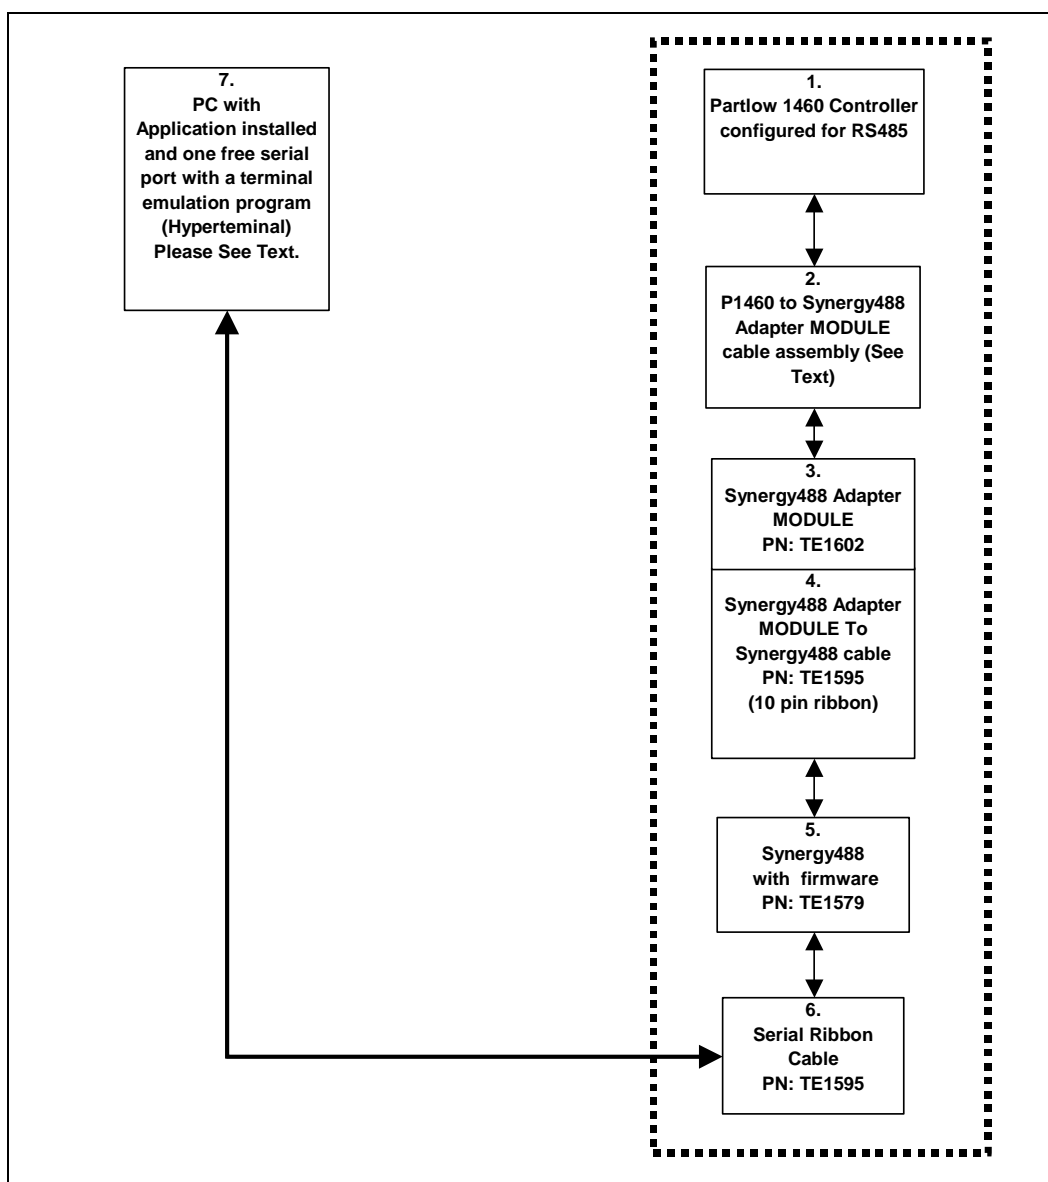 7.
PC with
Application installed
and one free serial
port with a terminal
emulation program
(Hyperteminal)
Please See Text.
1.
Partlow 1460 Controller
configured for RS485
2.
P1460 to Synergy488
Adapter MODULE
cable assembly (See
Text)
3.
Synergy488 Adapter
MODULE
PN: TE1602
4.
Synergy488 Adapter
MODULE To
Synergy488 cable
PN: TE1595
(10 pin ribbon)
5.
Synergy488
with firmware
PN: TE1579
6.
Serial Ribbon
Cable
PN: TE1595